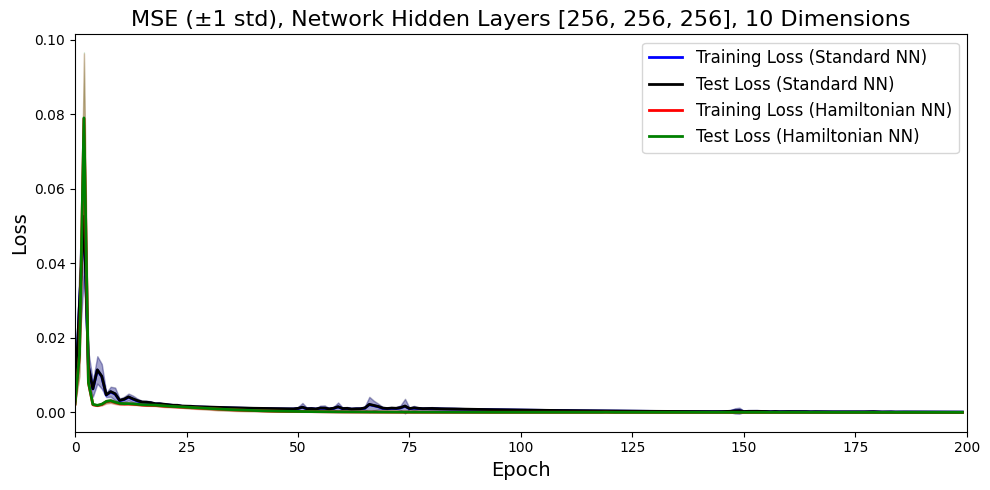 MSE (±1 std), Network Hidden Layers [256, 256, 256], 10 Dimensions
Training Loss (Standard NN)
Test Loss (Standard NN)
Training Loss (Hamiltonian NN)
Test Loss (Hamiltonian NN)
Loss
0.10
0.08
0.06
0.04
0.02
0.00
0 25 50 75 100 125 150 175 200
Epoch